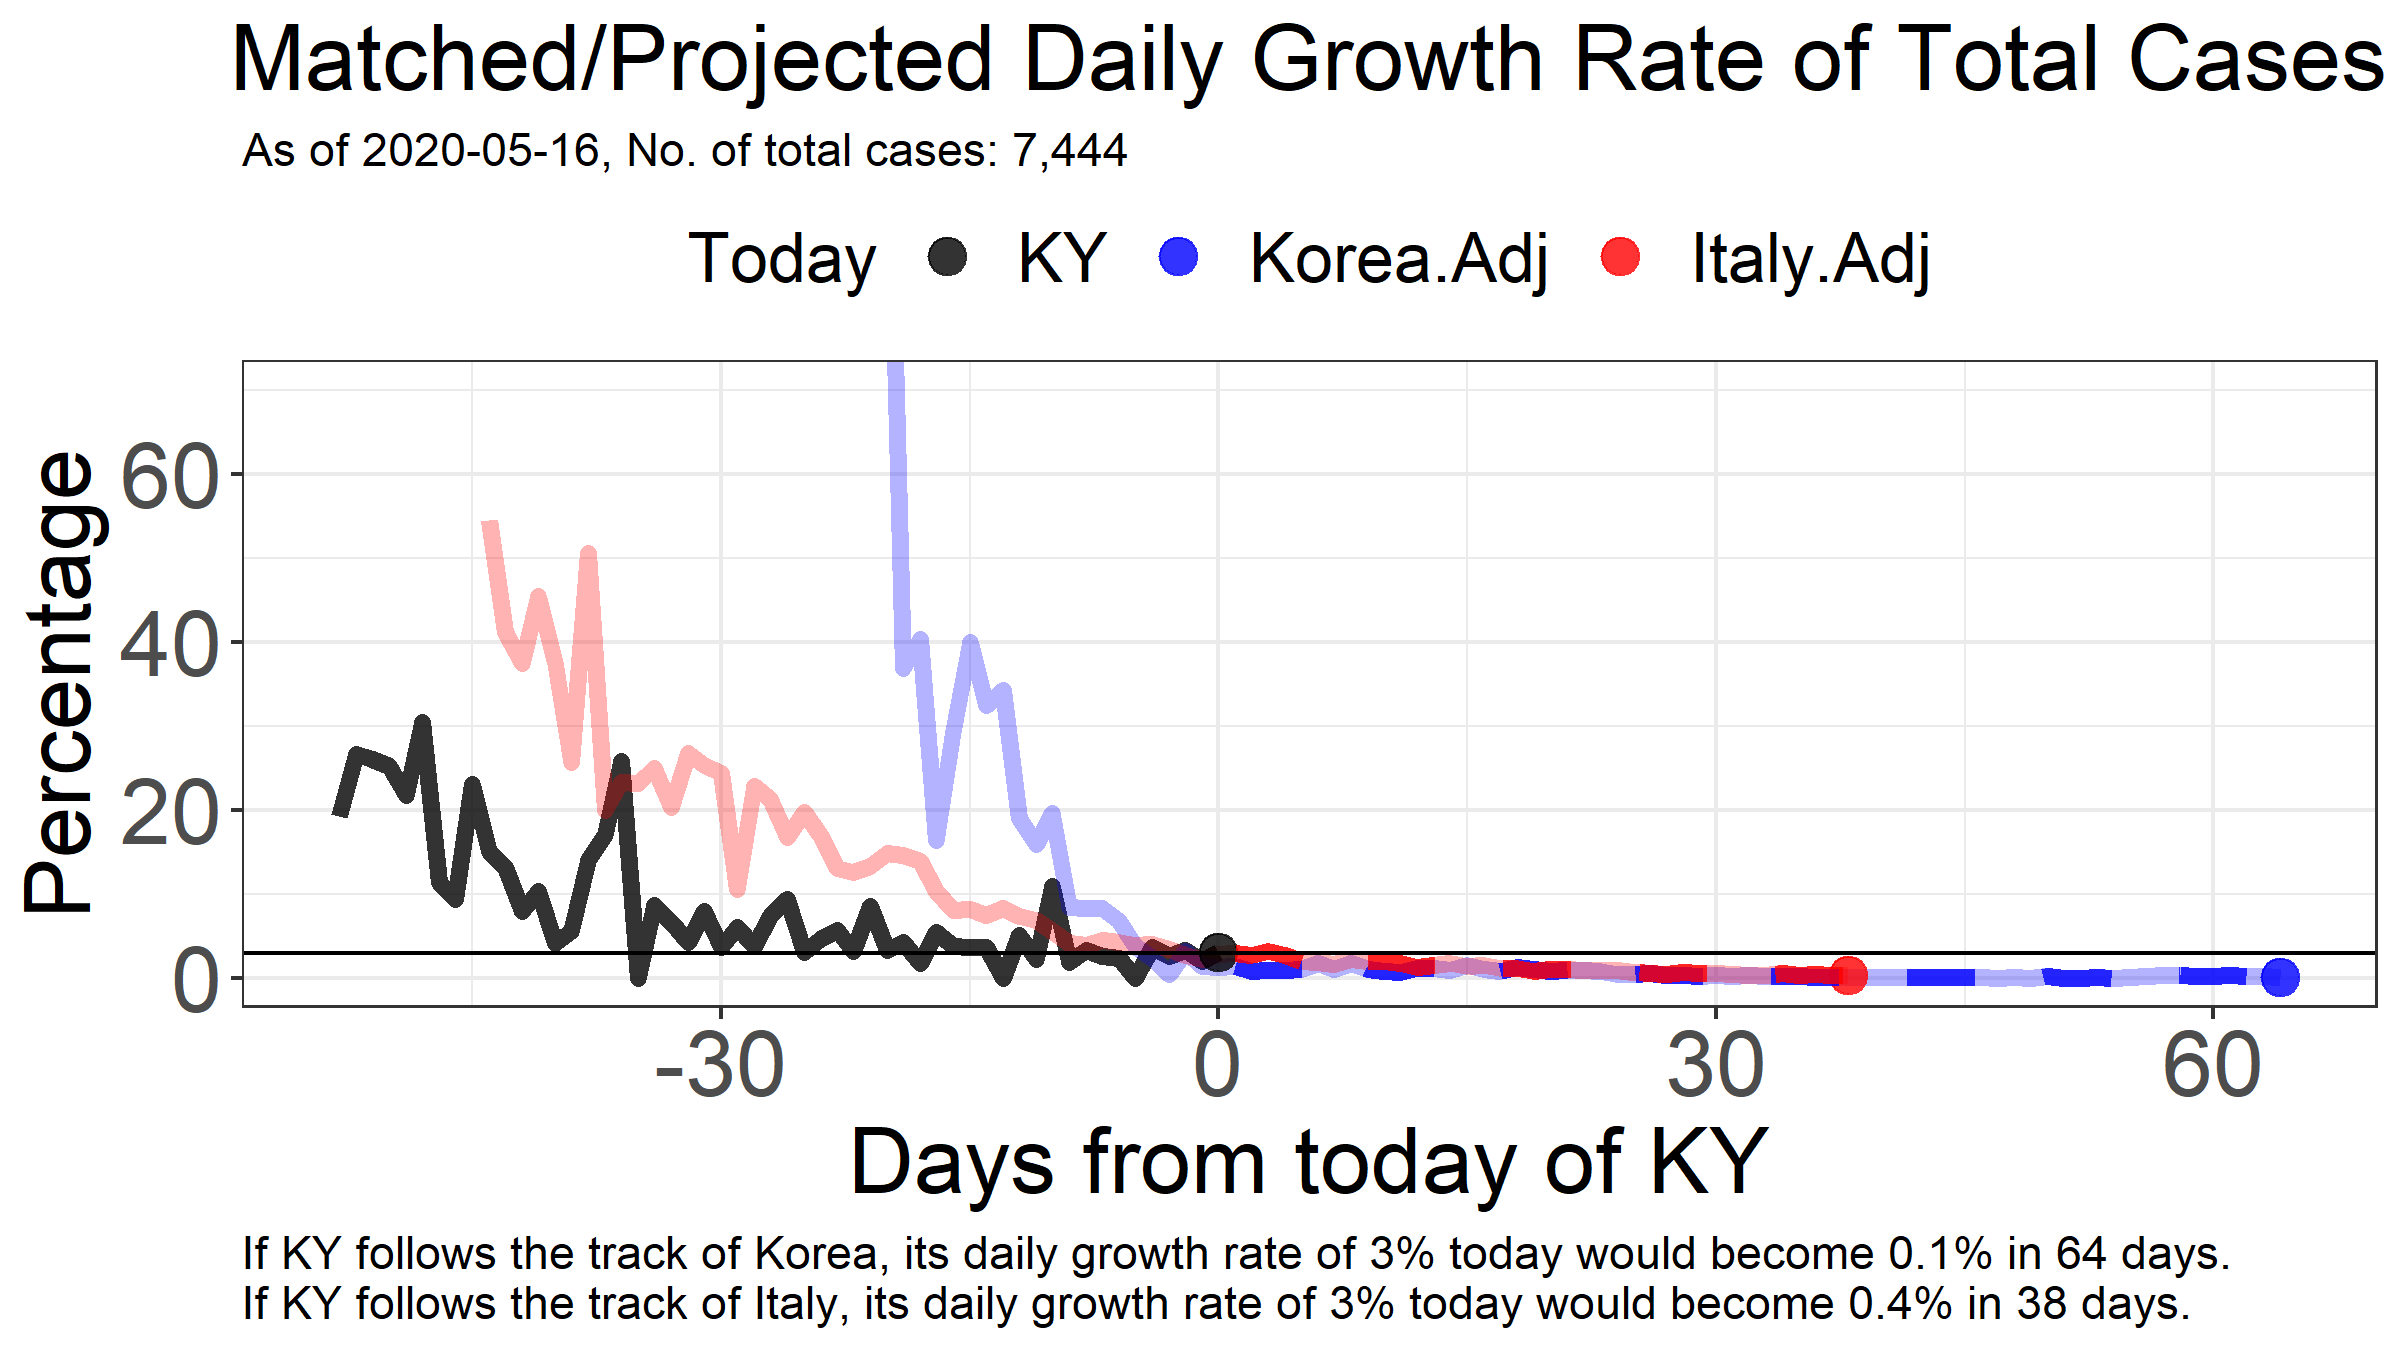 Matched/Projected Daily Growth Rate of Total Cases
As of 2020-05-16, No. of total cases: 7,444
Today KY Korea.Adj Italy.Adj
Percentage
60
40
20
0
-30 0 30 60
Days from today of KY
If KY follows the track of Korea, its daily growth rate of 3% today would become 0.1% in 64 days.
If KY follows the track of Italy, its daily growth rate of 3% today would become 0.4% in 38 days.